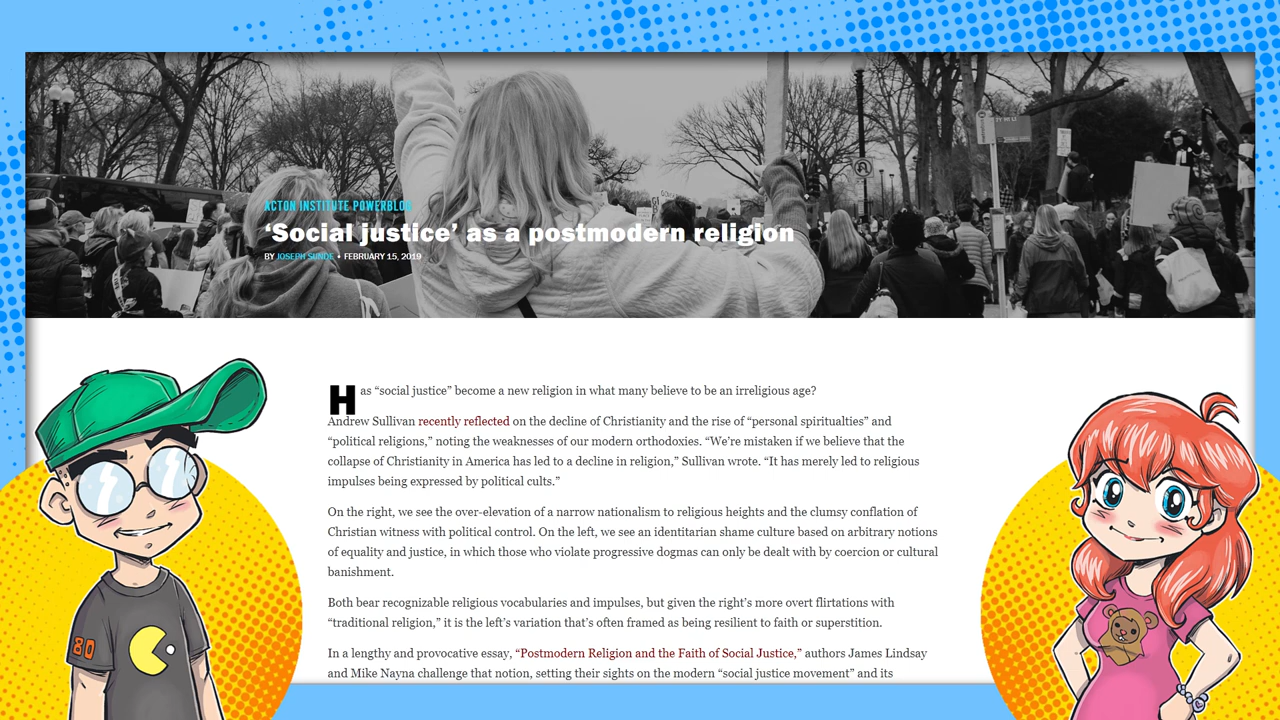 ACTON INSTITUTE POWERBLOG
‘Social justice’ as a postmodern religion
BY JOSEPH SUNDE • FEBRUARY 15, 2019
Has “social justice” become a new religion in what many believe to be an irreligious age?
Andrew Sullivan recently reflected on the decline of Christianity and the rise of “personal spiritualties” and
“political religions,” noting the weaknesses of our modern orthodoxies. “We’re mistaken if we believe that the
collapse of Christianity in America has led to a decline in religion,” Sullivan wrote. “It has merely led to religious
impulses being expressed by political cults.”
On the right, we see the over-elevation of a narrow nationalism to religious heights and the clumsy conflation of
Christian witness with political control. On the left, we see an identitarian shame culture based on arbitrary notions
of equality and justice, in which those who violate progressive dogmas can only be dealt with by coercion or cultural
banishment.
Both bear recognizable religious vocabularies and impulses, but given the right’s more overt flirtations with
“traditional religion,” it is the left’s variation that’s often framed as being resilient to faith or superstition.
In a lengthy and provocative essay, “Postmodern Religion and the Faith of Social Justice,” authors James Lindsay
and Mike Nayna challenge that notion, setting their sights on the modern “social justice movement” and its
80